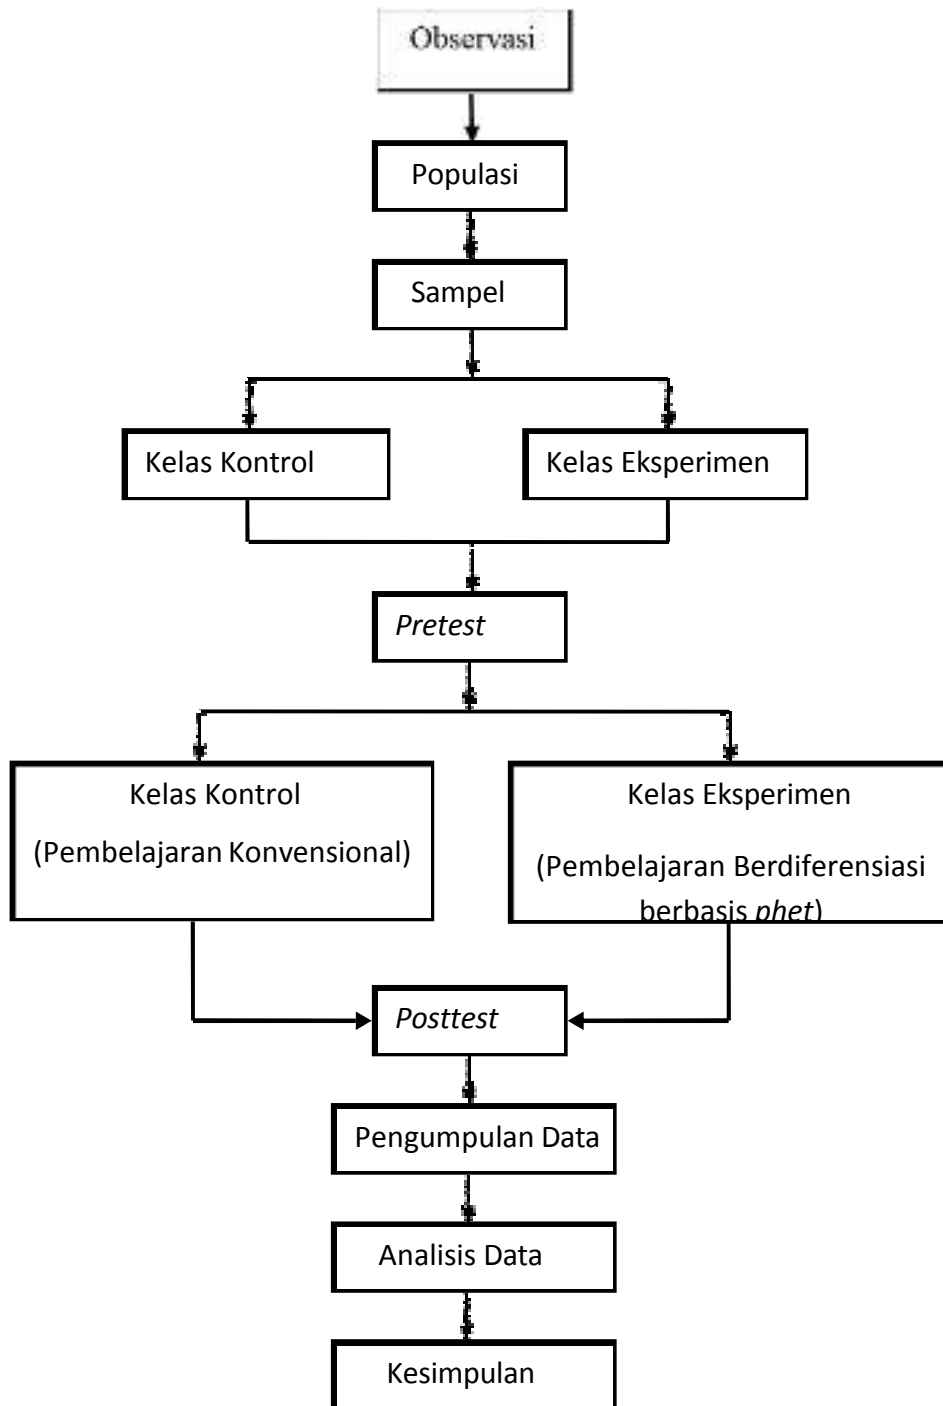 Observasi
Populasi
Sampel
Kelas Kontrol
Kelas Eksperimen
Pretest
Kelas Kontrol
(Pembelajaran Konvensional)
Kelas Eksperimen
(Pembelajaran Berdiferensiasi
berbasis phet)
Posttest
Pengumpulan Data
Analisis Data
Kesimpulan